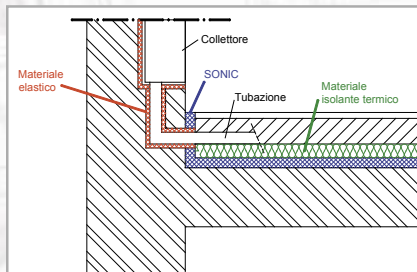 Collettore
Materiale
elastico
SONIC
Materiale
isolante termico
Tubazione